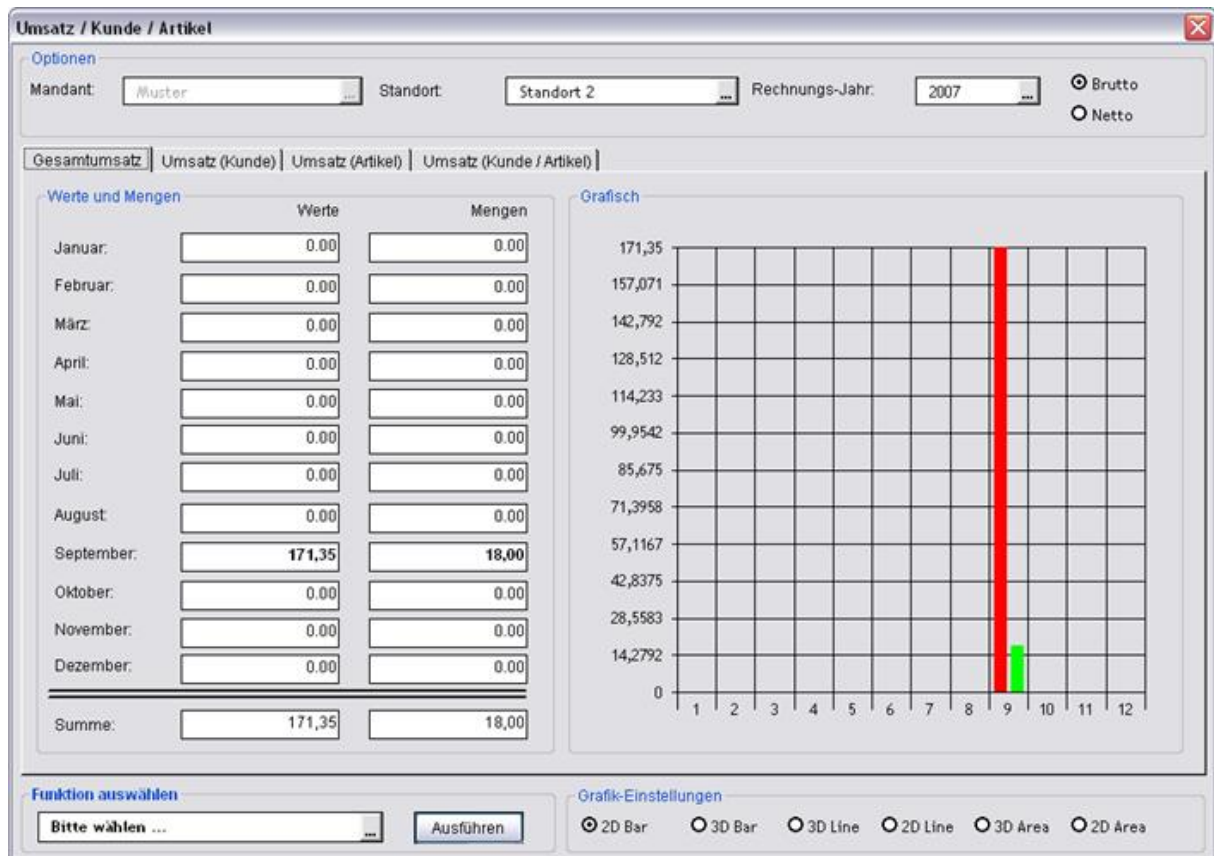 Umsatz / Kunde / Artikel
Optionen
Mandant: Muster ... Standort: Standort 2 ... Rechnungs-Jahr: 2007 ... Brutto
Netto
Gesamtumsatz Umsatz (Kunde) Umsatz (Artikel) Umsatz (Kunde / Artikel)
Werte und Mengen
Werte Mengen
Januar: 0.00 0.00
Februar: 0.00 0.00
März: 0.00 0.00
April: 0.00 0.00
Mai: 0.00 0.00
Juni: 0.00 0.00
Juli: 0.00 0.00
August: 0.00 0.00
September: 171,35 18,00
Oktober: 0.00 0.00
November: 0.00 0.00
Dezember: 0.00 0.00
Summe: 171,35 18,00
Grafisch
171,35
157,071
142,792
128,512
114,233
99,9542
85,675
71,3958
57,1167
42,8375
28,5583
14,2792
0
1 2 3 4 5 6 7 8 9 10 11 12
Funktion auswählen
Bitte wählen ... ... Ausführen
Grafik-Einstellungen
2D Bar 3D Bar 3D Line 2D Line 3D Area 2D Area